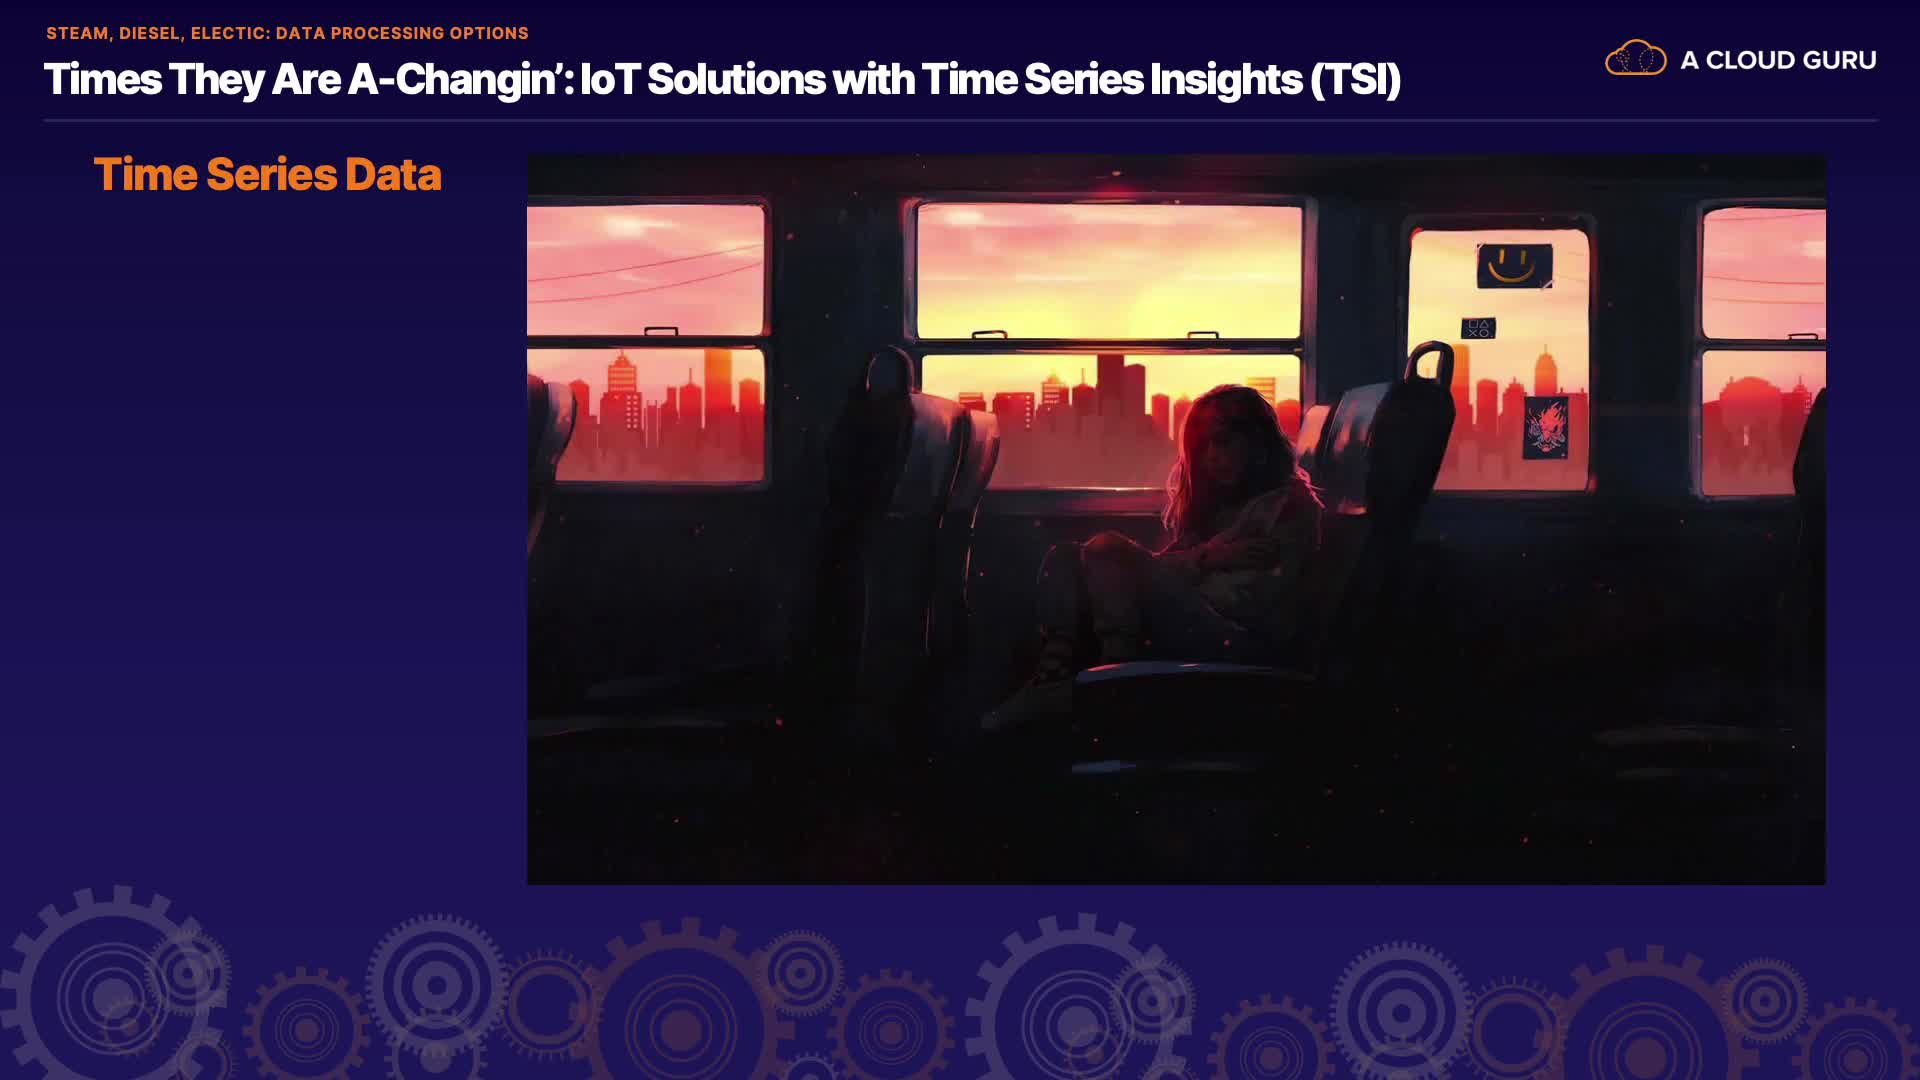 STEAM, DIESEL, ELECTIC: DATA PROCESSING OPTIONS
Times They Are A-Changin’: IoT Solutions with Time Series Insights (TSI)
A CLOUD GURU
Time Series Data